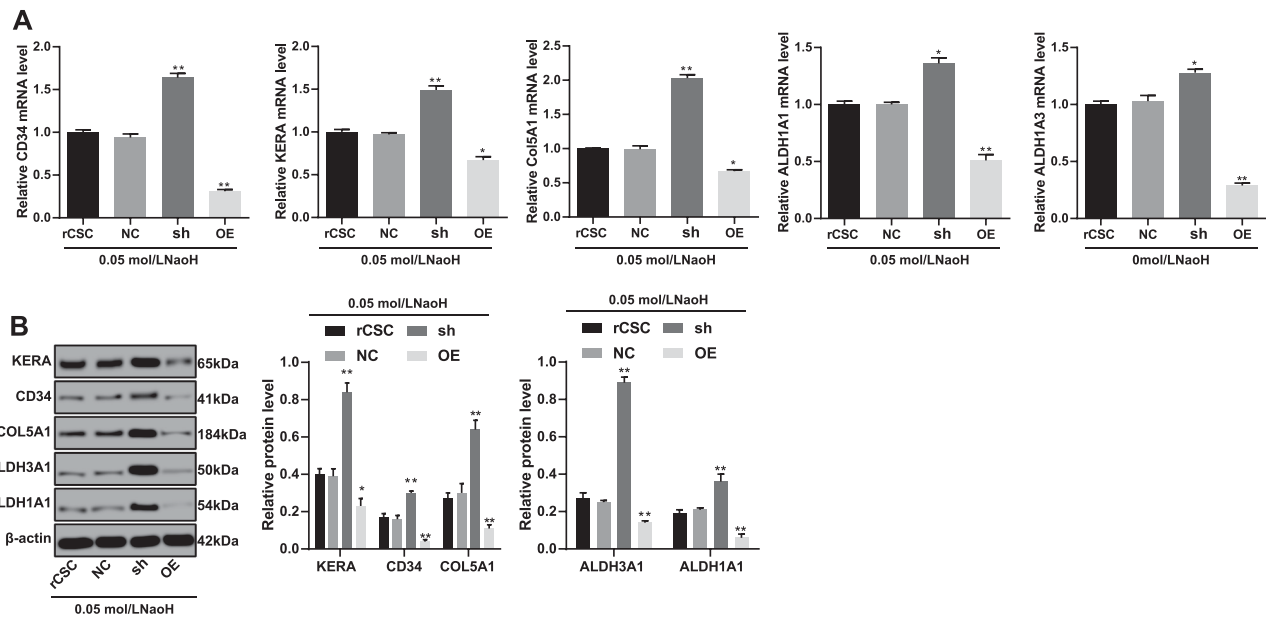 A
Relative CD34 mRNA level
2.0
1.5
1.0
0.5
0.0
**
**
rCSC NC sh OE
0.05 mol/LNaoH
Relative KERA mRNA level
2.0
1.5
1.0
0.5
0.0
**
*
rCSC NC sh OE
0.05 mol/LNaoH
Relative Col5A1 mRNA level
2.5
2.0
1.5
1.0
0.5
0.0
**
*
rCSC NC sh OE
0.05 mol/LNaoH
Relative ALDH1A1 mRNA level
1.5
1.0
0.5
0.0
*
**
rCSC NC sh OE
0.05 mol/LNaoH
Relative ALDH1A3 mRNA level
1.5
1.0
0.5
0.0
*
**
rCSC NC sh OE
0mol/LNaoH
B
KERA 65kDa
CD34 41kDa
COL5A1 184kDa
LDH3A1 50kDa
LDH1A1 54kDa
β-actin 42kDa
rCSC NC sh OE
0.05 mol/LNaoH
0.05 mol/LNaoH
rCSC sh
NC OE
Relative protein level
1.0
0.8
0.6
0.4
0.2
0.0
**
*
**
**
**
**
KERA CD34 COL5A1
0.05 mol/LNaoH
rCSC sh
NC OE
Relative protein level
1.0
0.8
0.6
0.4
0.2
0.0
**
**
**
**
ALDH3A1 ALDH1A1